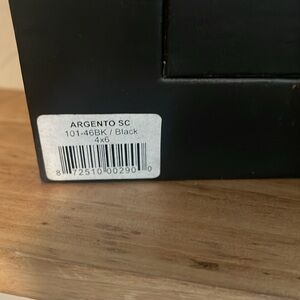 ARGENTO SC
101-46BK / Black
4x6
8 72510 00290 0